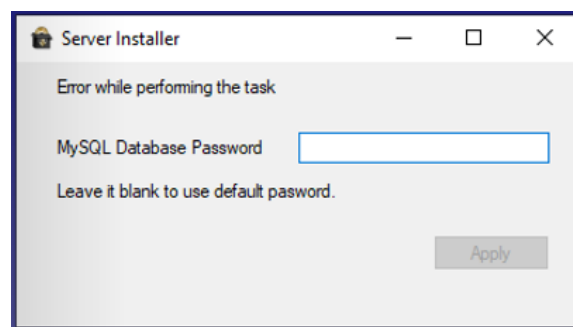 Server Installer
Error while performing the task
MySQL Database Password
Leave it blank to use default pasword.
Apply